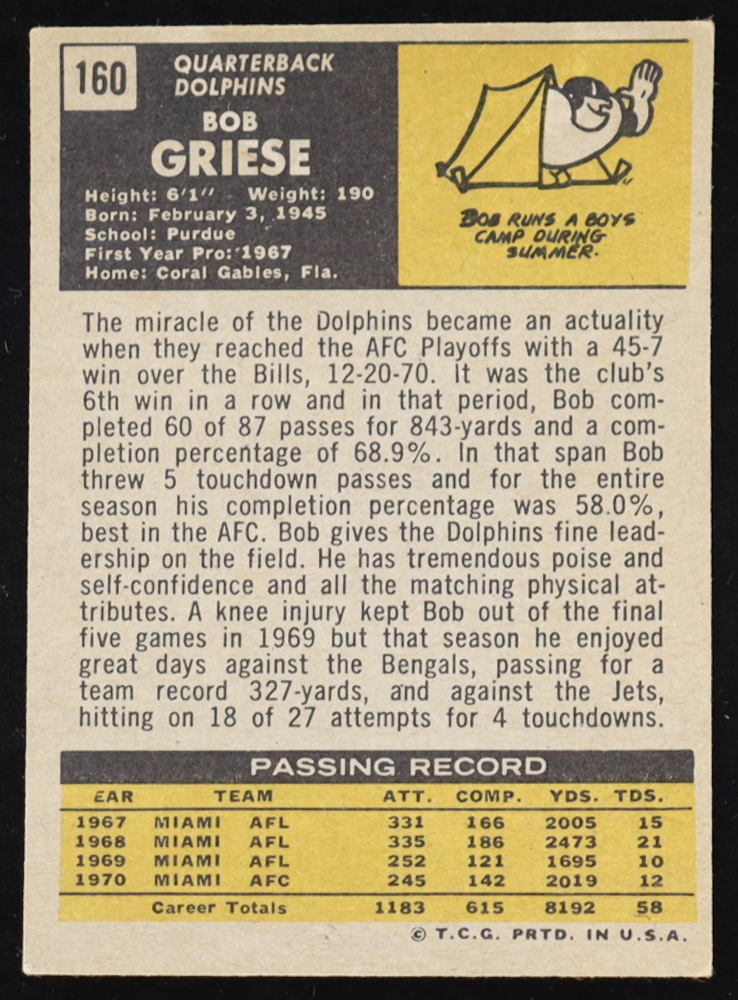 160
QUARTERBACK
DOLPHINS
BOB
GRIESE
Height: 6'1" Weight: 190
Born: February 3, 1945
School: Purdue
First Year Pro: 1967
Home: Coral Gables, Fla.
BOB RUNS A BOYS
CAMP DURING
SUMMER.
The miracle of the Dolphins became an actuality
when they reached the AFC Playoffs with a 45-7
win over the Bills, 12-20-70. It was the club's
6th win in a row and in that period, Bob com-
pleted 60 of 87 passes for 843-yards and a com-
pletion percentage of 68.9%. In that span Bob
threw 5 touchdown passes and for the entire
season his completion percentage was 58.0%,
best in the AFC. Bob gives the Dolphins fine lead-
ership on the field. He has tremendous poise and
self-confidence and all the matching physical at-
tributes. A knee injury kept Bob out of the final
five games in 1969 but that season he enjoyed
great days against the Bengals, passing for a
team record 327-yards, and against the Jets,
hitting on 18 of 27 attempts for 4 touchdowns.
PASSING RECORD
EAR TEAM ATT. COMP. YDS. TDS.
1967 MIAMI AFL 331 166 2005 15
1968 MIAMI AFL 335 186 2473 21
1969 MIAMI AFL 252 121 1695 10
1970 MIAMI AFC 245 142 2019 12
Career Totals 1183 615 8192 58
© T.C.G. PRTD. IN U.S.A.